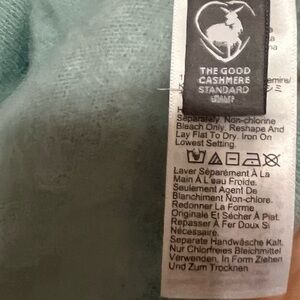 THE GOOD
CASHMERE
STANDARD
Separately. Non-chlorine
Bleach Only. Reshape And
Lay Flat To Dry. Iron On
Lowest Setting.
Laver Séparément À La
Main À L'eau Froide.
Seulement Agent De
Blanchiment Non-chlore.
Redonner La Forme
Originale Et Sécher À Plat.
Repasser À Fer Doux Si
Nécessaire.
Separate Handwäsche Kalt.
Nur Chlorfreies Bleichmittel
Verwenden, In Form Ziehen
Und Zum Trocknen